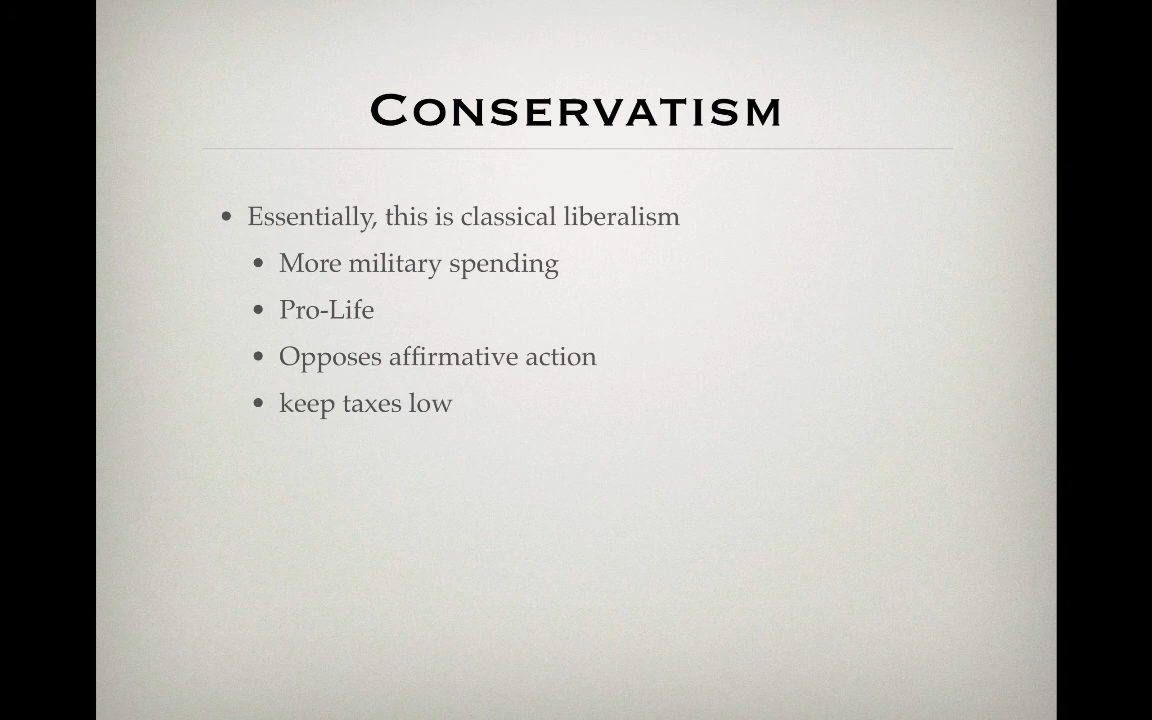 Conservatism
• Essentially, this is classical liberalism
• More military spending
• Pro-Life
• Opposes affirmative action
• keep taxes low